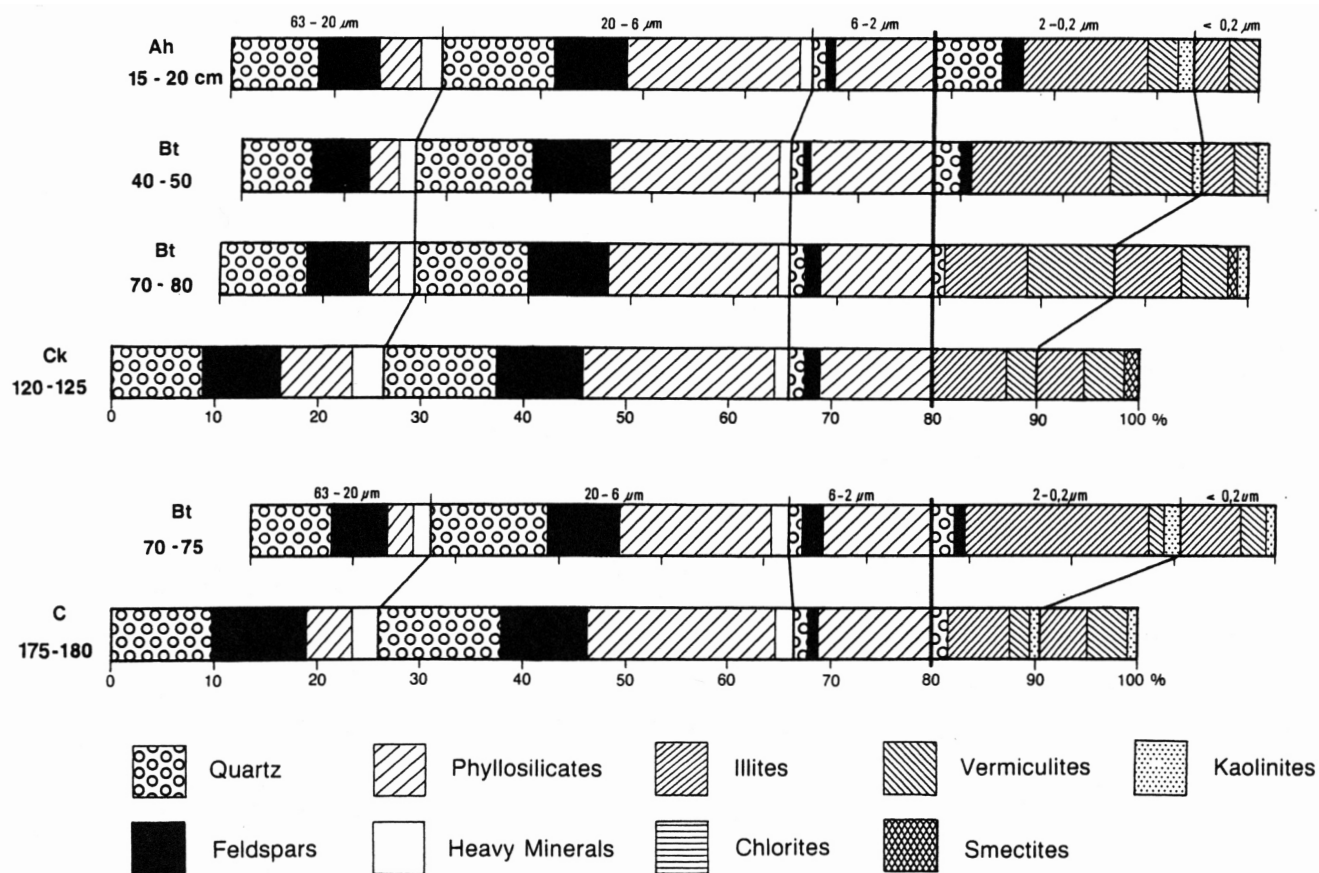 63 – 20 µm 20 – 6 µm 6 – 2 µm 2 – 0,2 µm < 0,2 µm
Ah
15 - 20 cm
Bt
40 - 50
Bt
70 - 80
Ck
120 - 125
0 10 20 30 40 50 60 70 80 90 100 %
63 – 20 µm 20 – 6 µm 6 – 2 µm 2 – 0,2 µm < 0,2 µm
Bt
70 - 75
C
175 - 180
0 10 20 30 40 50 60 70 80 90 100 %
Quartz Phyllosilicates Illites Vermiculites Kaolinites
Feldspars Heavy Minerals Chlorites Smectites